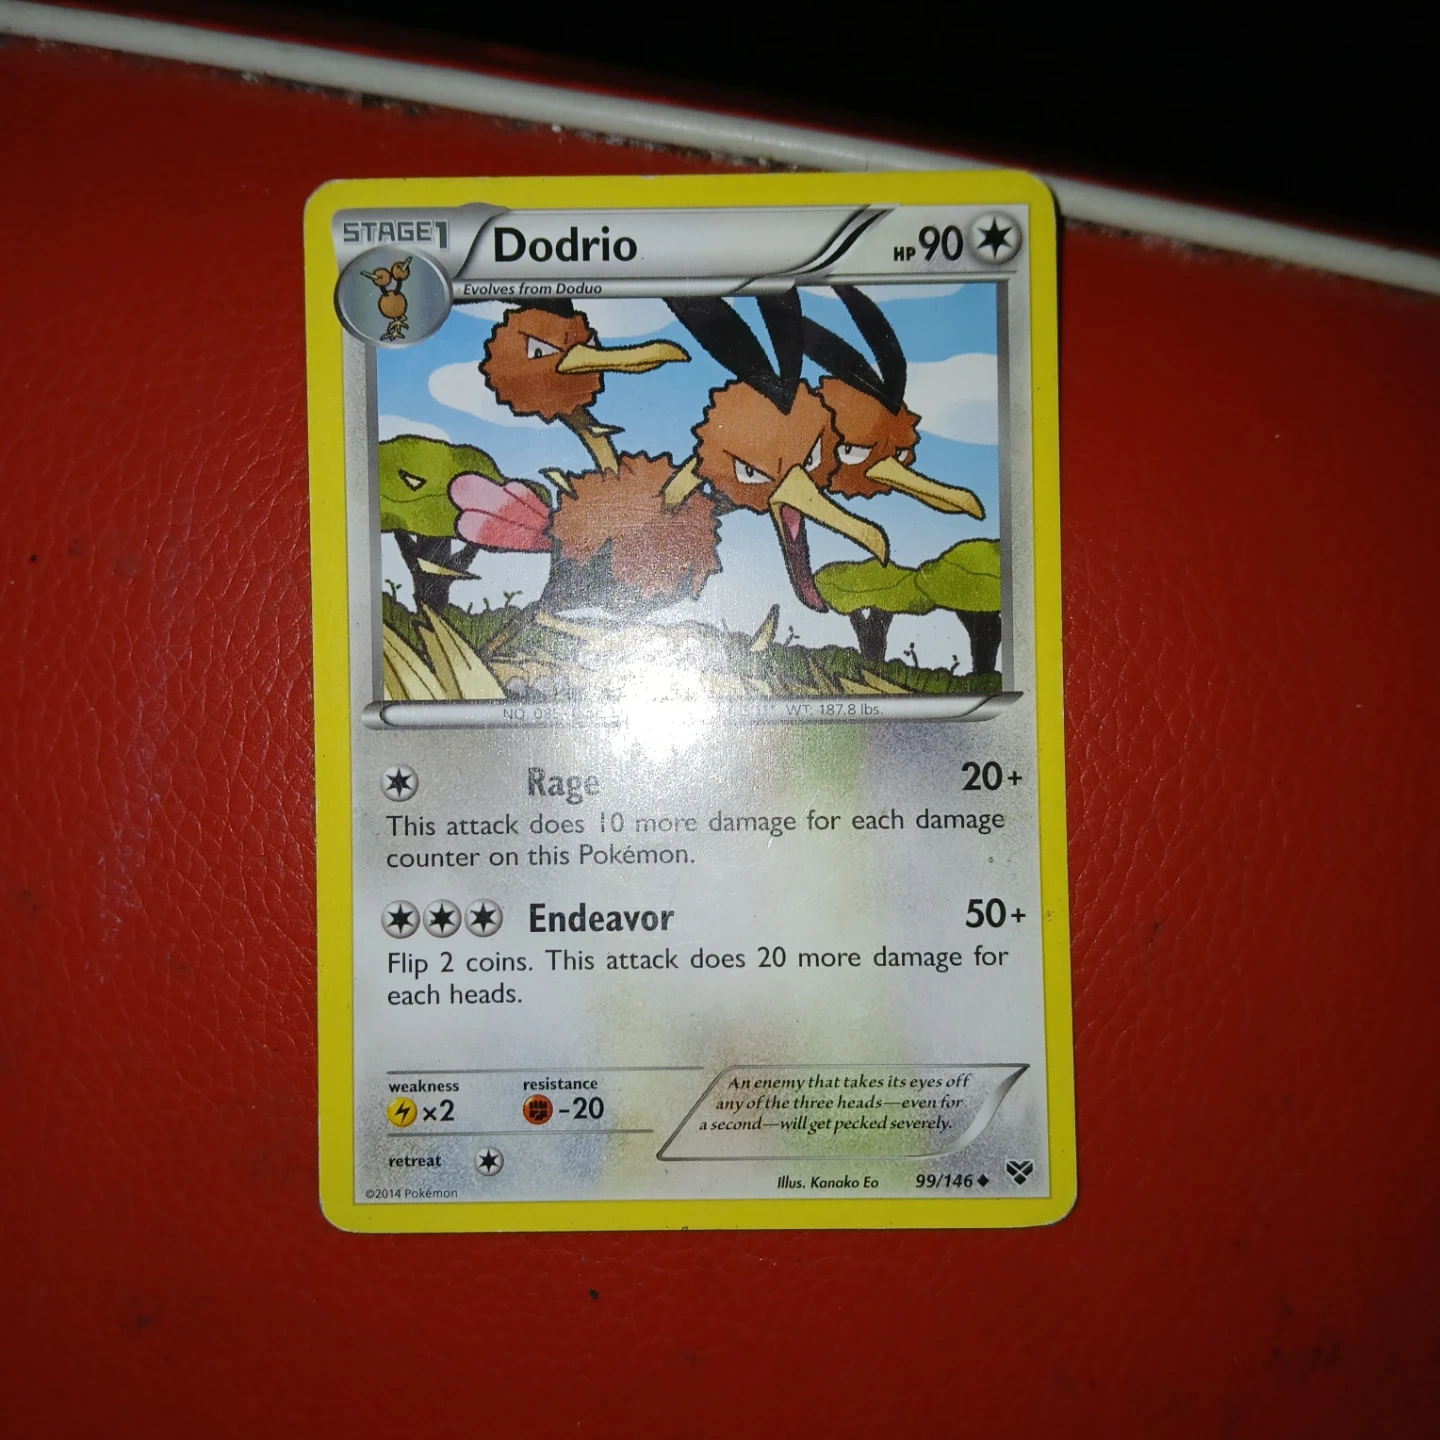 STAGE1
Dodrio
HP 90
Evolves from Doduo
NO. WT: 187.8 lbs.
Rage 20+
This attack does 10 more damage for each damage
counter on this Pokémon.
Endeavor 50+
Flip 2 coins. This attack does 20 more damage for
each heads.
weakness resistance
×2 -20
An enemy that takes its eyes off
any of the three heads—even for
a second—will get pecked severely.
retreat
Illus. Kanako Eo 99/146
©2014 Pokémon